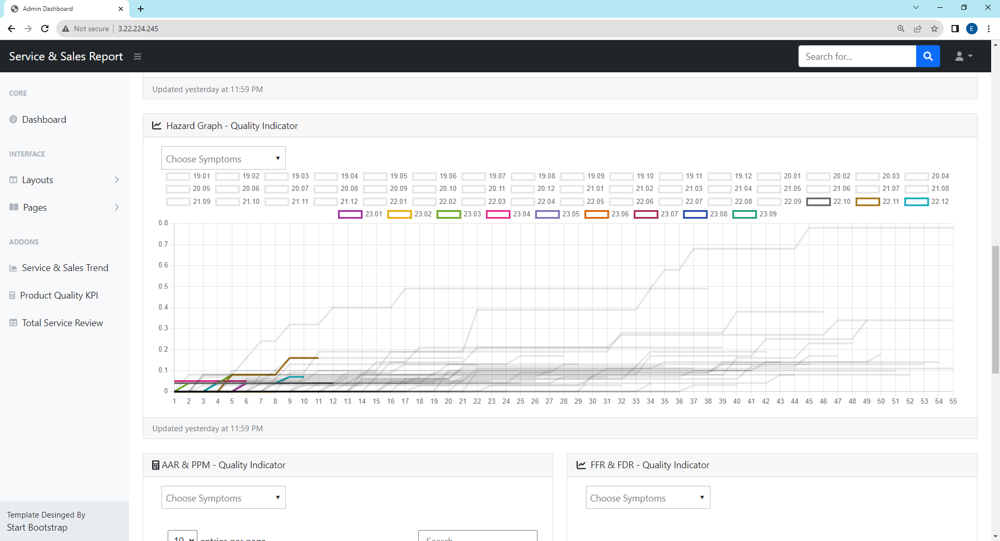 Admin Dashboard
Not secure
3.22.224.245
E
Service & Sales Report
Search for...
CORE
Dashboard
INTERFACE
Layouts
Pages
ADDONS
Service & Sales Trend
Product Quality KPI
Total Service Review
Template Desinged By
Start Bootstrap
Updated yesterday at 11:59 PM
Hazard Graph - Quality Indicator
Choose Symptoms
19.01 19.02 19.03 19.04 19.05 19.06 19.07 19.08 19.09 19.10 19.11 19.12 20.01 20.02 20.03 20.04
20.05 20.06 20.07 20.08 20.09 20.10 20.11 20.12 21.01 21.02 21.03 21.04 21.05 21.06 21.07 21.08
21.09 21.10 21.11 21.12 22.01 22.02 22.03 22.04 22.05 22.06 22.07 22.08 22.09 22.10 22.11 22.12
23.01 23.02 23.03 23.04 23.05 23.06 23.07 23.08 23.09
0.8
0.7
0.6
0.5
0.4
0.3
0.2
0.1
0
1 2 3 4 5 6 7 8 9 10 11 12 13 14 15 16 17 18 19 20 21 22 23 24 25 26 27 28 29 30 31 32 33 34 35 36 37 38 39 40 41 42 43 44 45 46 47 48 49 50 51 52 53 54 55
Updated yesterday at 11:59 PM
AAR & PPM - Quality Indicator
Choose Symptoms
10 entries per page
Search
FFR & FDR - Quality Indicator
Choose Symptoms